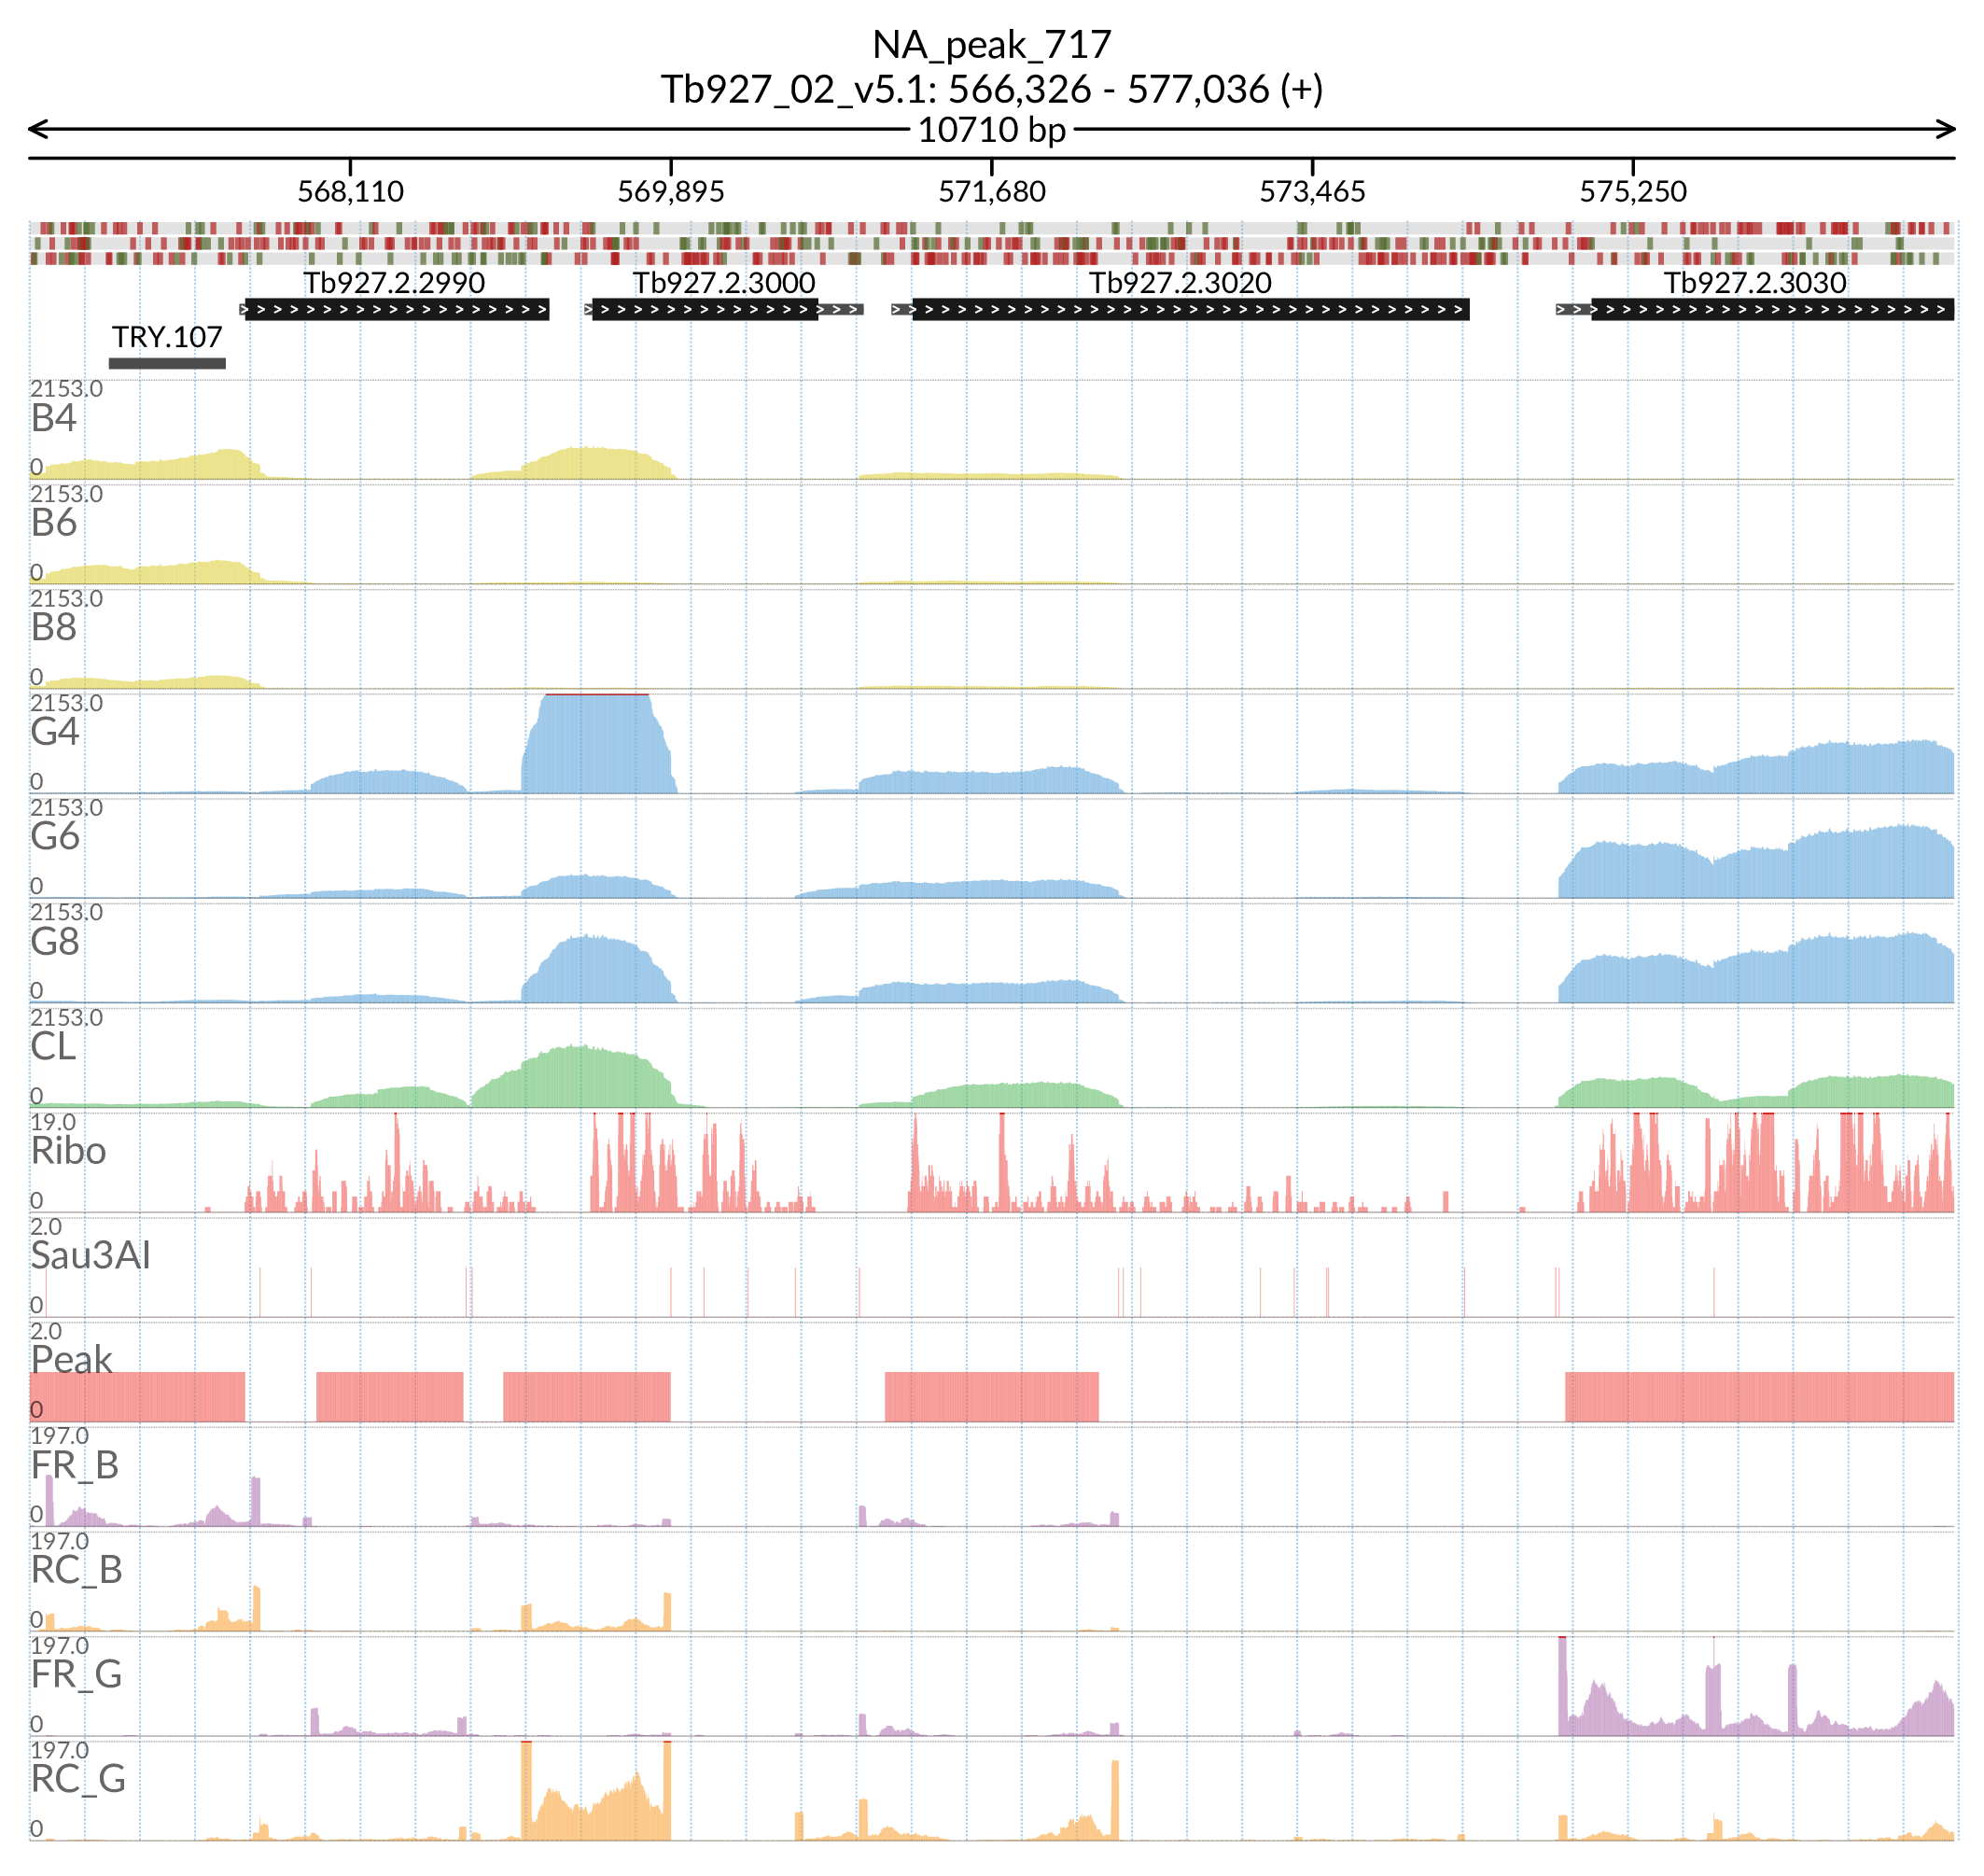 NA_peak_717
Tb927_02_v5.1: 566,326 - 577,036 (+)
10710 bp
568,110 569,895 571,680 573,465 575,250
Tb927.2.2990 Tb927.2.3000 Tb927.2.3020 Tb927.2.3030
TRY.107
2153.0
B4
0
2153.0
B6
0
2153.0
B8
0
2153.0
G4
0
2153.0
G6
0
2153.0
G8
0
2153.0
CL
0
19.0
Ribo
0
2.0
Sau3AI
0
2.0
Peak
0
197.0
FR_B
0
197.0
RC_B
0
197.0
FR_G
0
197.0
RC_G
0